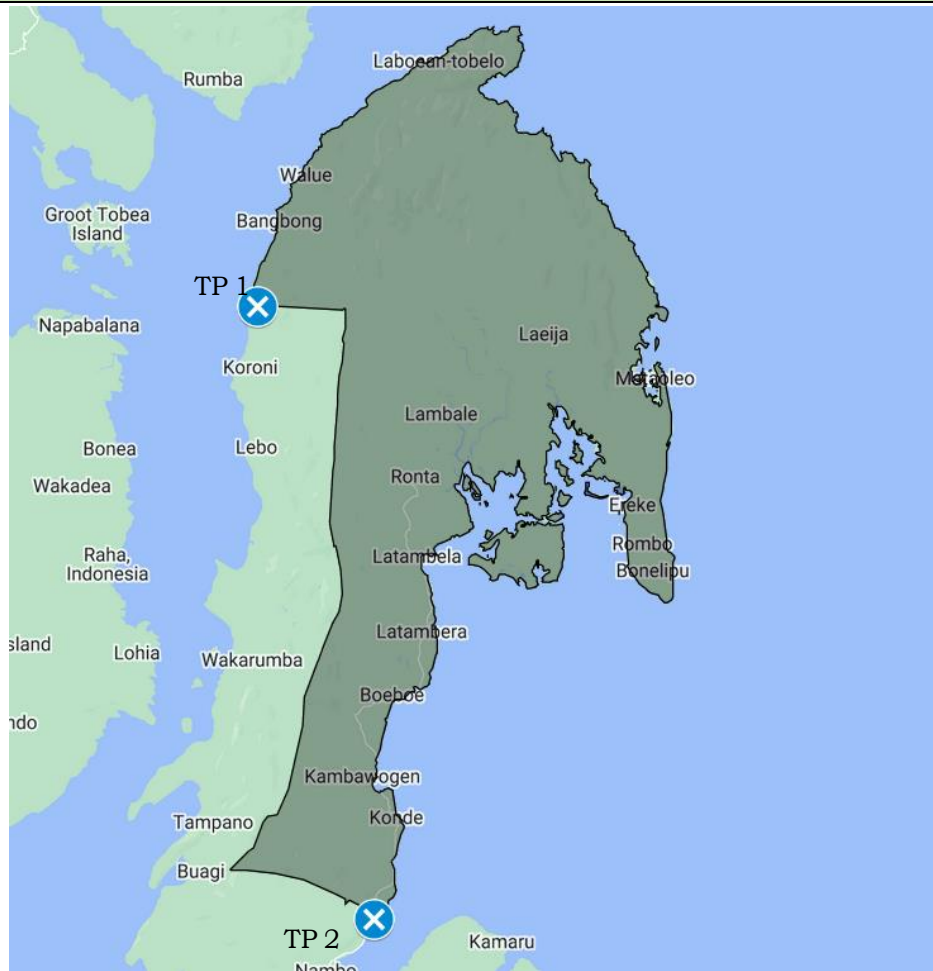 Laboean-tobelo
Rumba
Walue
Groot Tobea
Island
Bangbong
TP 1
Napabalana
Laeija
Koroni
Lambale
Lebo
Bonea
Ronta
Wakadea
Ereke
Rombo
Raha,
Indonesia
Latambela
Bonelipu
Latambera
sland
Lohia
Wakarumba
Boeboe
ndo
Kambawogen
Konde
Tampano
Buagi
TP 2
Kamaru
Nambo